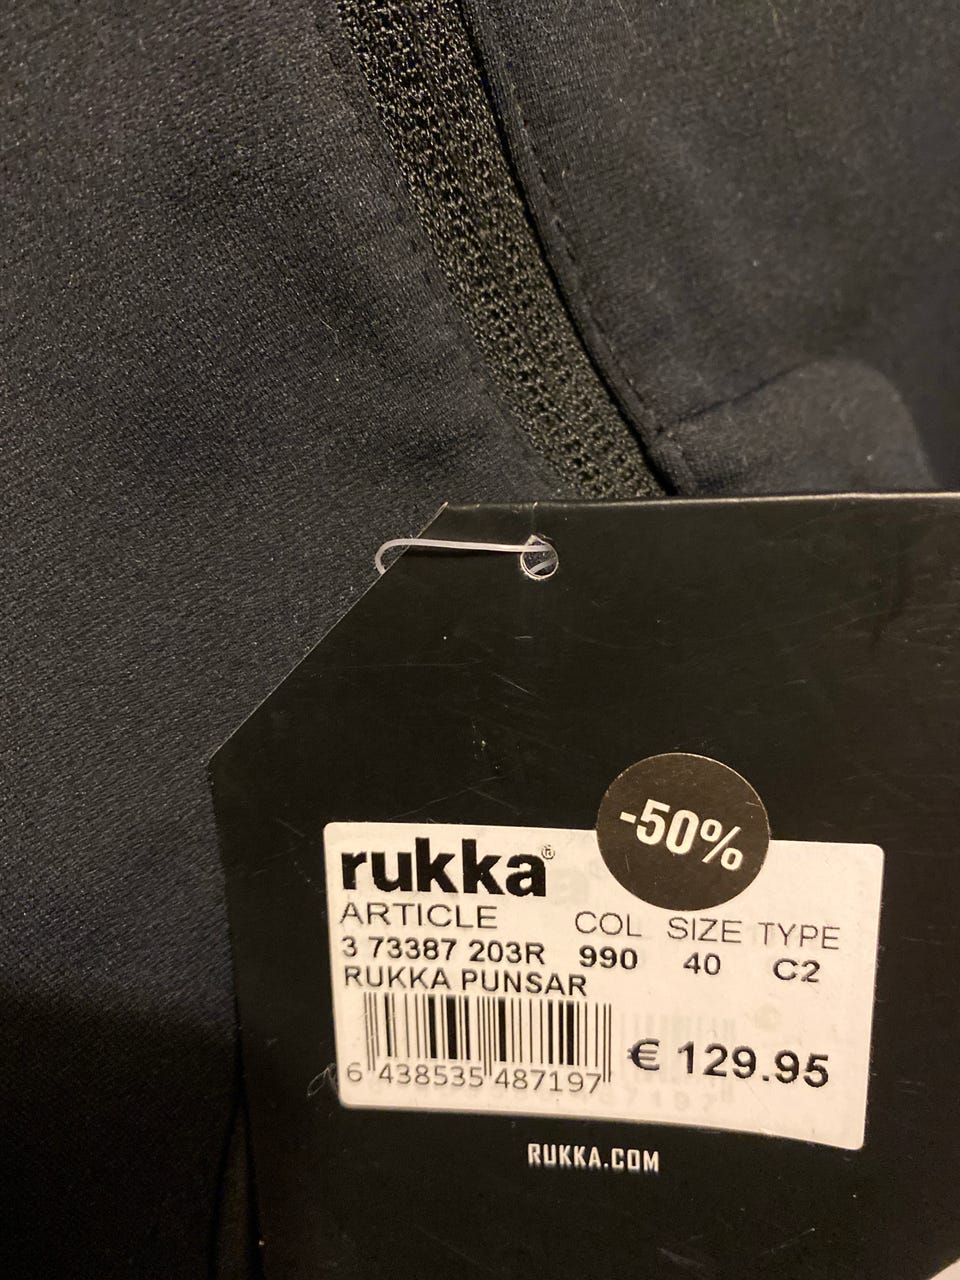 -50%
rukka®
ARTICLE COL SIZE TYPE
3 73387 203R 990 40 C2
RUKKA PUNSAR
6 438535 487197
€ 129.95
RUKKA.COM